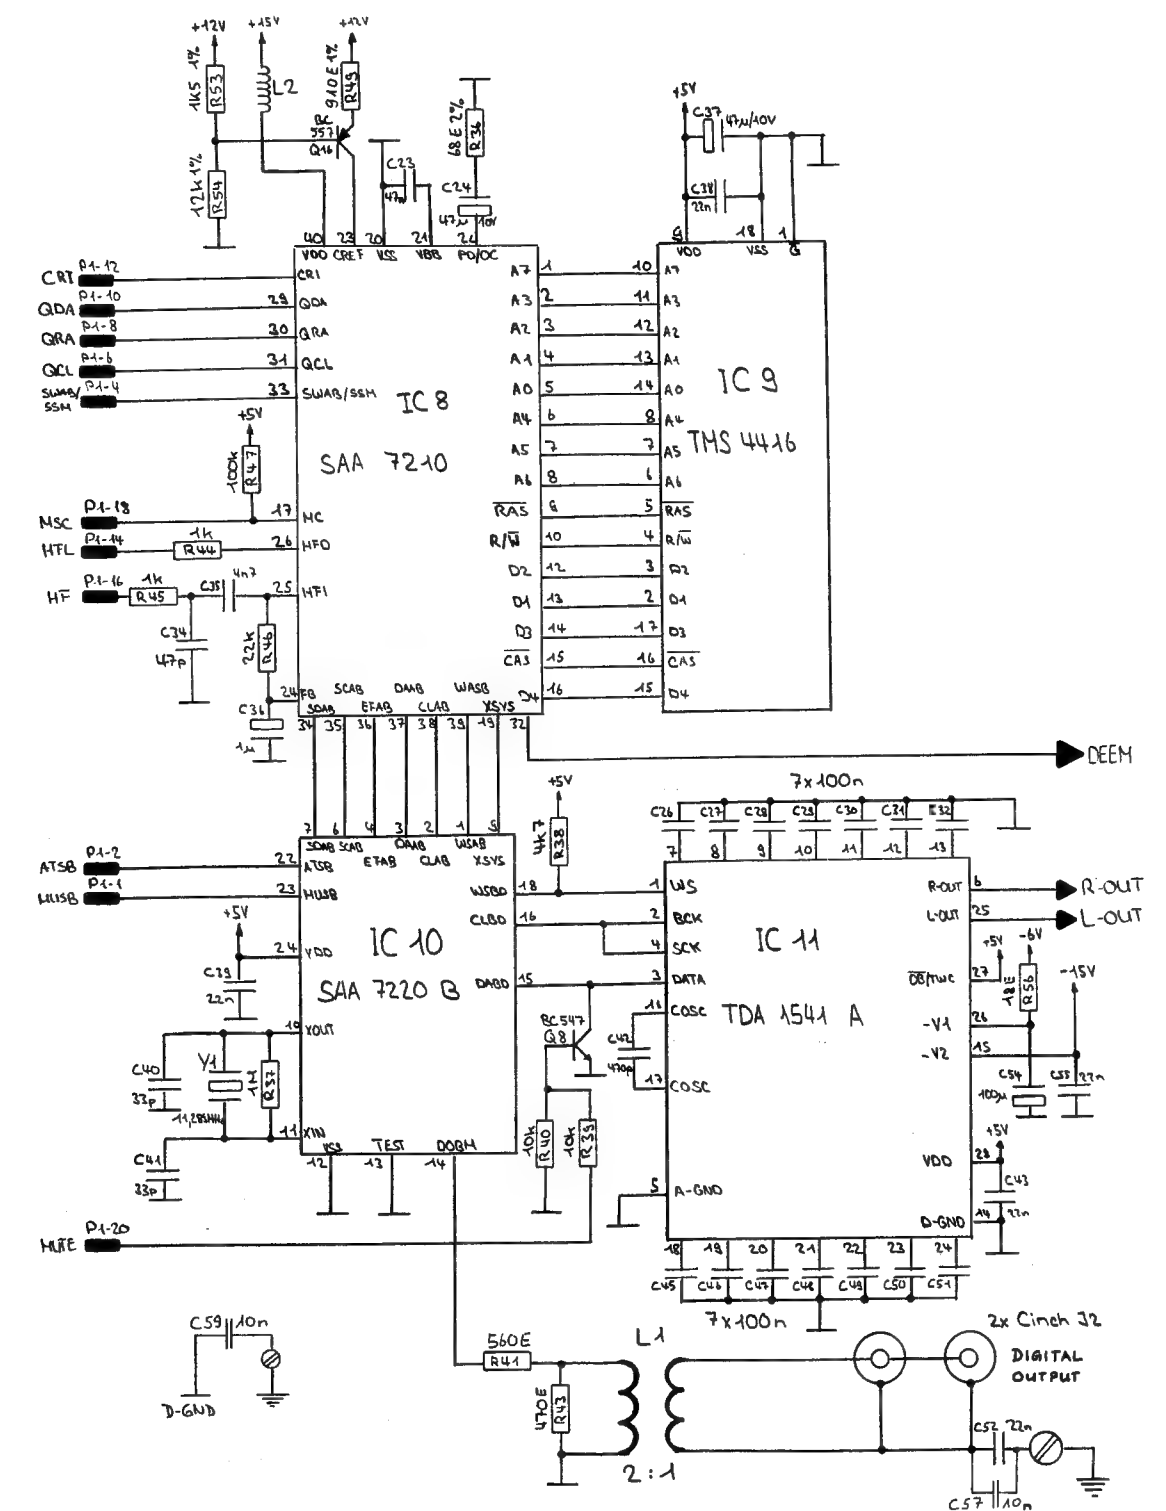 +12V
+15V
+12V
1K5 1%
R53
L2
910E 1%
R49
BC
557
Q16
12k 1%
R54
C23
47n
68E 2%
R36
C24
47µ 10V
+5V
C37
47µ/10V
C38
22n
40 23 20 21 22
VDD CREF VSS VBB PD/OC
9 18 1
VDD VSS G
CRI P1-12 CRI
QDA P1-10 29 QDA
QRA P1-8 30 QRA
QCL P1-6 31 QCL
SWAB/SSM P1-4 33 SWAB/SSM
IC 8
SAA 7210
IC 9
TMS 4416
A7 1 10 A7
A3 2 11 A3
A2 3 12 A2
A1 4 13 A1
A0 5 14 A0
A4 6 8 A4
A5 7 7 A5
A6 8 6 A6
RAS 5 RAS
R/W 10 4 R/W
D2 12 3 D2
D1 13 2 D1
D3 14 17 D3
CAS 15 16 CAS
D4 16 15 D4
+5V
100k
R47
MSC P1-18 17 MC
HTL P1-14 1k R44 26 HFD
HF P1-16 1k R45 C35 4n7 25 HFI
C34
47p
22k
R46
24 FB
C36
1µ
SCAB DAAB WASB
SDAB EFAB CLAB XSYS
34 35 36 37 38 39 19 32
DEEM
7 6 4 3 2 1 9
SDAB SCAB EFAB DAAB CLAB WSAB XSYS
+5V
4k7
R38
7x100n
C26 C27 C28 C29 C30 C31 C32
7 8 9 10 11 12 13
ATSB P1-2 22 ATSB
MUSB P1-1 23 MUSB
+5V
24 VDD
C39
22n
IC 10
SAA 7220 B
WSBD 18 1 WS
CLBD 16 2 BCK
4 SCK
DABD 15 3 DATA
BC547
Q8
C42
470p
COSC
17 COSC
IC 11
TDA 1541 A
R-OUT 6 R-OUT
L-OUT 25 L-OUT
+5V
-6V
-15V
OB/TWC 27
18E
R56
-V1 26
-V2 15
C54
100µ
C55
22n
+5V
VDD 28
C43
22n
D-GND 14
5 A-GND
XOUT
C40
33p
Y1
1M
R37
C41
33p
11 XIN
VSS TEST DOBM
12 13 14
10k
R40
10k
R39
MUTE P1-20
18 19 20 21 22 23 24
C45 C46 C47 C48 C49 C50 C51
7x100n
C59 10n
D-GND
560E
R41
470E
R43
L1
2:1
2x Cinch J2
DIGITAL
OUTPUT
C52 22n
C57 10n